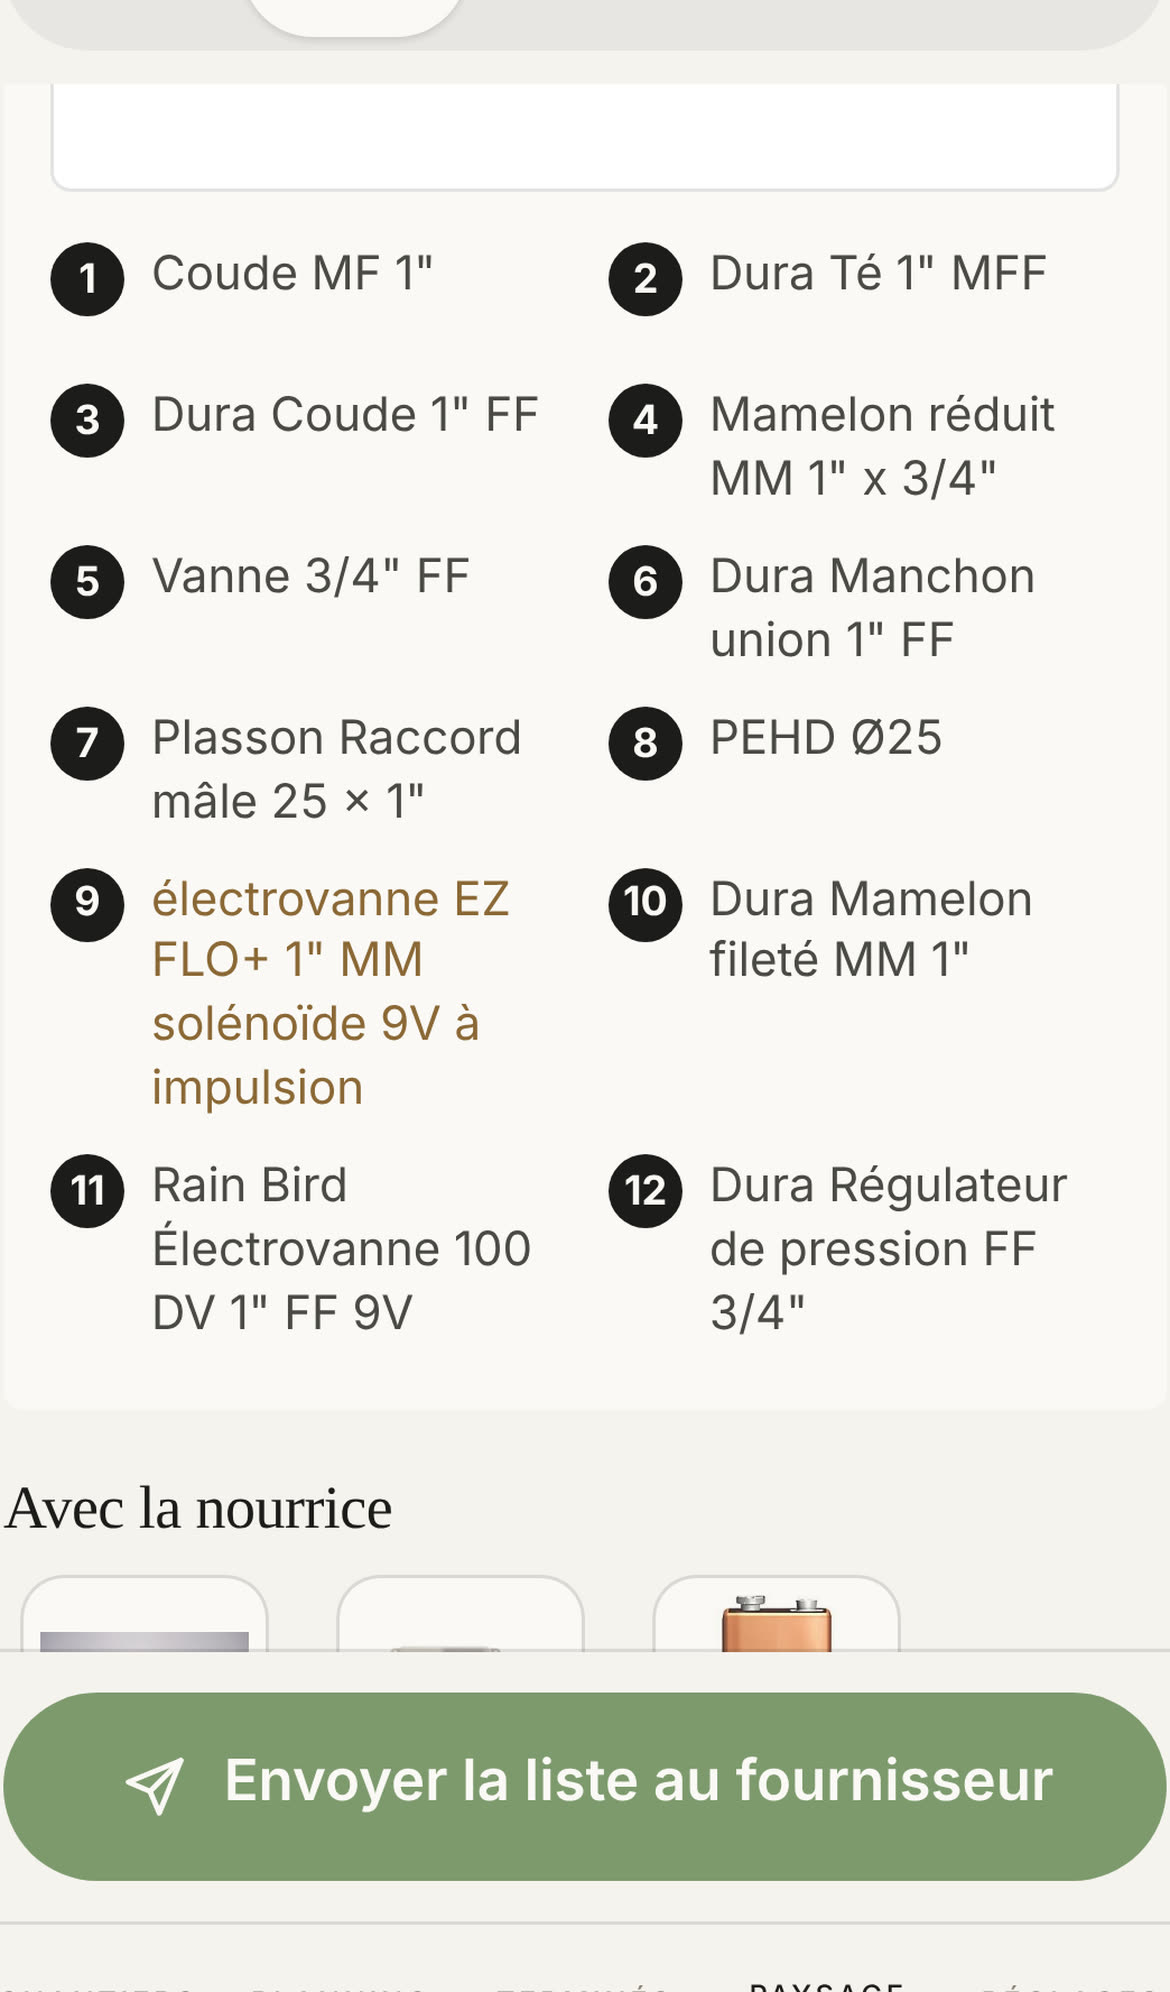 1 Coude MF 1"
2 Dura Té 1" MFF
3 Dura Coude 1" FF
4 Mamelon réduit
MM 1" x 3/4"
5 Vanne 3/4" FF
6 Dura Manchon
union 1" FF
7 Plasson Raccord
mâle 25 × 1"
8 PEHD Ø25
9 électrovanne EZ
FLO+ 1" MM
solénoïde 9V à
impulsion
10 Dura Mamelon
fileté MM 1"
11 Rain Bird
Électrovanne 100
DV 1" FF 9V
12 Dura Régulateur
de pression FF
3/4"
Avec la nourrice
Envoyer la liste au fournisseur
PAYSAGE